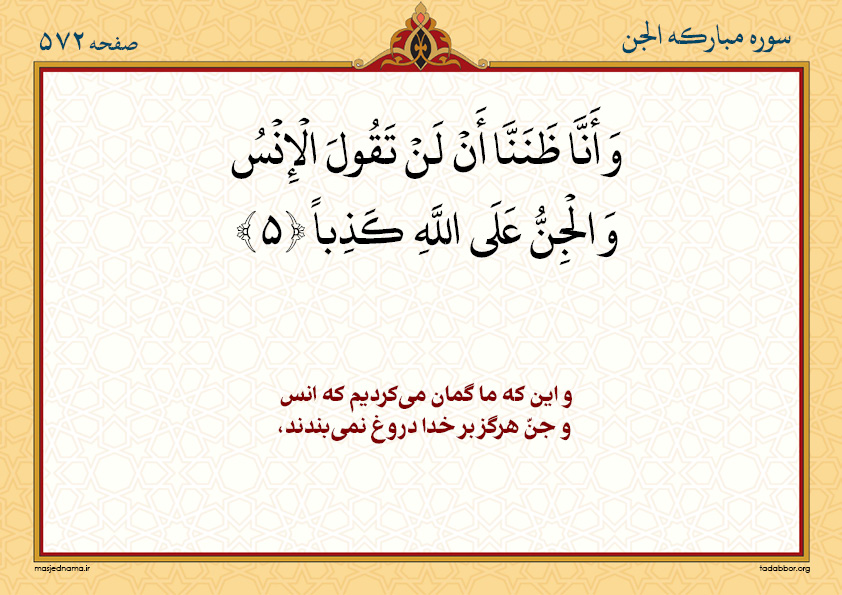 سوره مبارکه الجن
صفحه ۵۷۲
وَ أَنَّا ظَنَنَّا أَنْ لَنْ تَقُولَ الْإِنْسُ
وَ الْجِنُّ عَلَى اللَّهِ كَذِباً ﴿۵﴾
و این که ما گمان می‌کردیم که انس
و جنّ هرگز بر خدا دروغ نمی‌بندند،
masjednama.ir
tadabbor.org